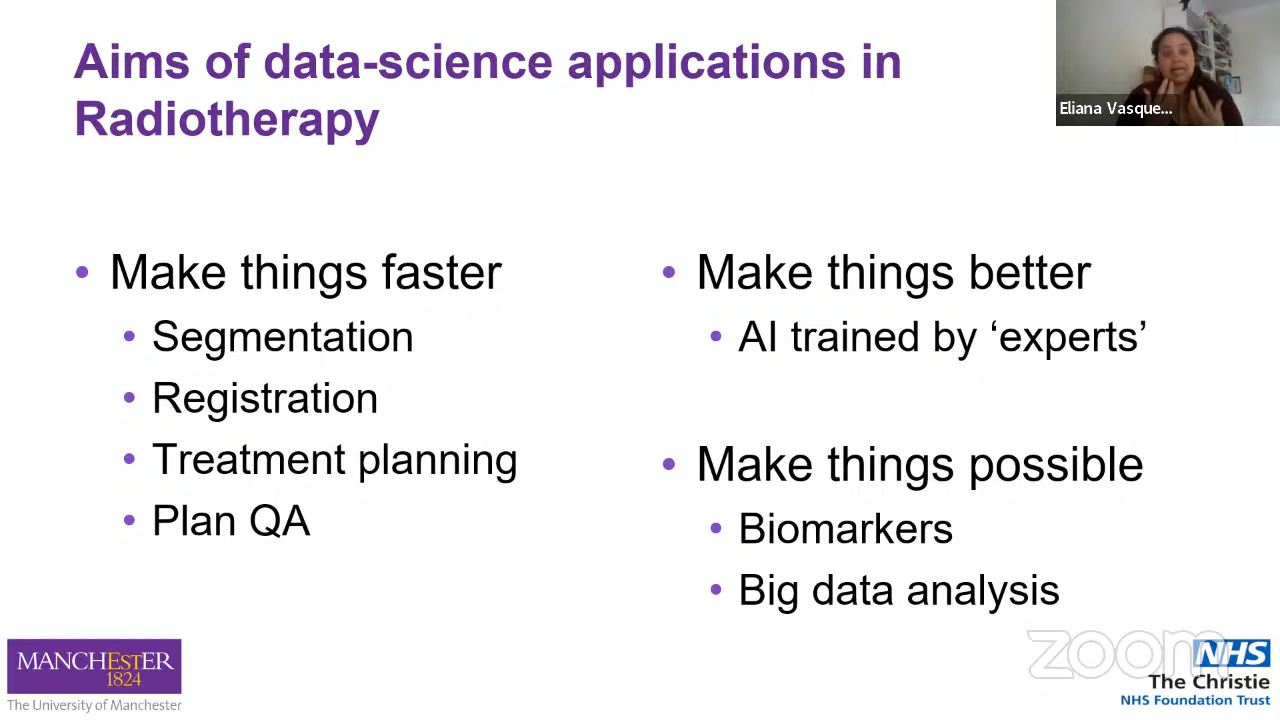 Aims of data-science applications in
Radiotherapy
Eliana Vasque...
• Make things faster
• Segmentation
• Registration
• Treatment planning
• Plan QA
• Make things better
• AI trained by ‘experts’
• Make things possible
• Biomarkers
• Big data analysis
MANCHESTER
1824
The University of Manchester
zoom
NHS
The Christie
NHS Foundation Trust